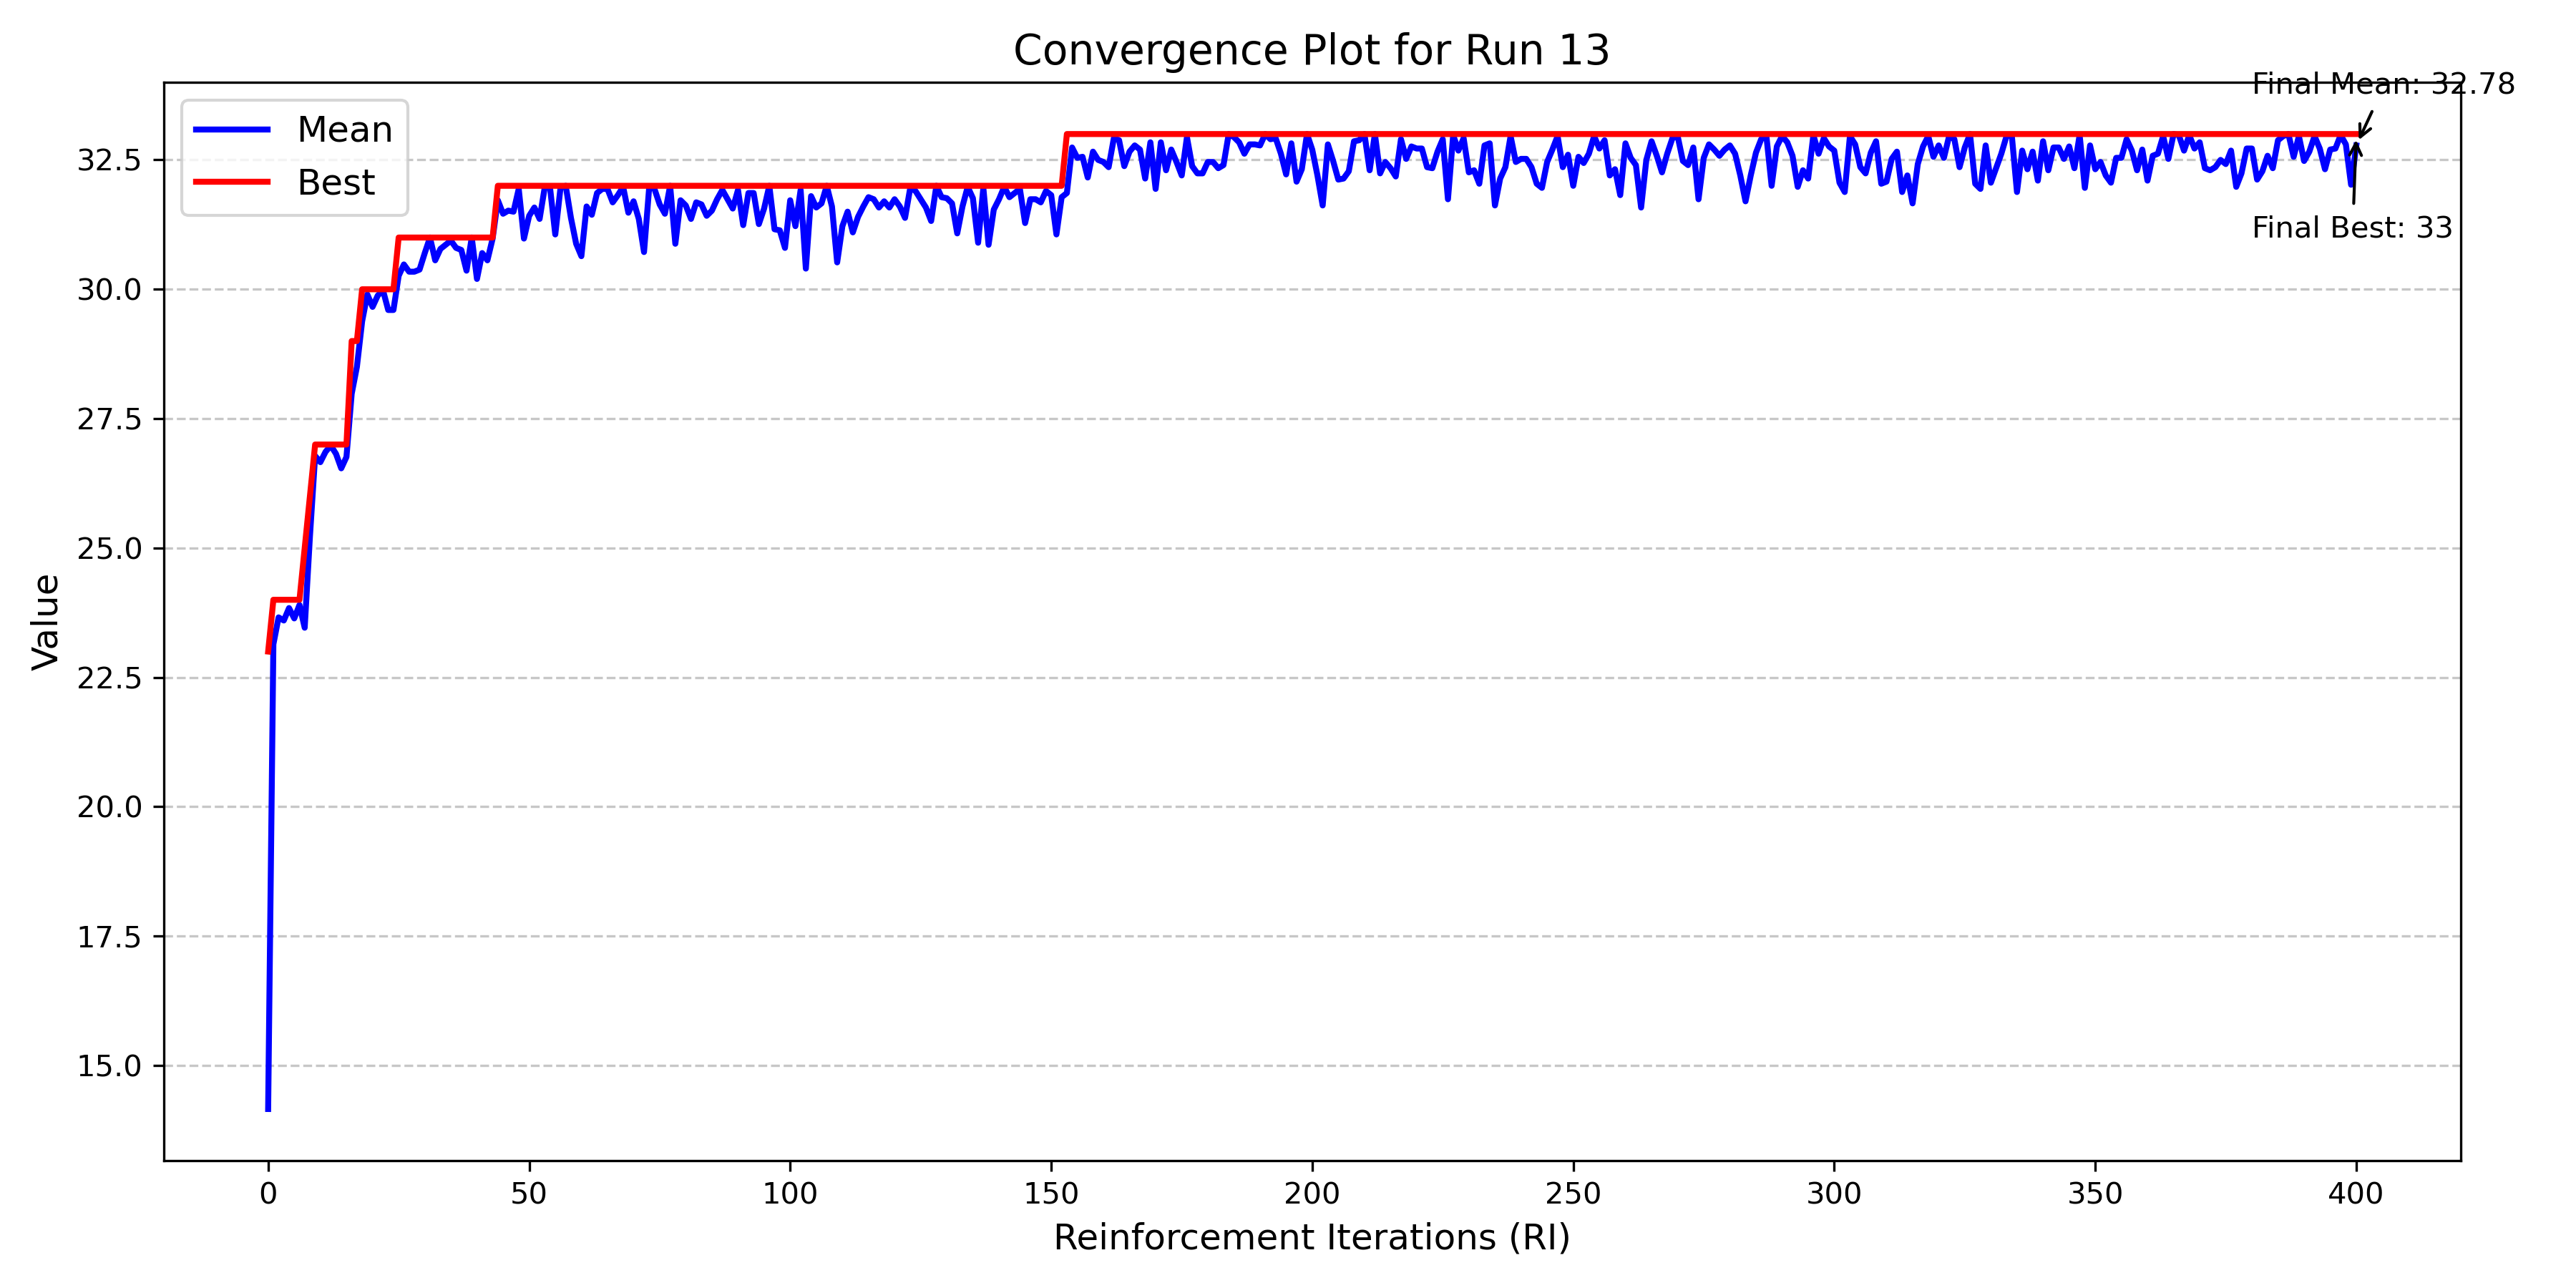 Convergence Plot for Run 13
Final Mean: 32.78
Mean
Best
Final Best: 33
32.5
30.0
27.5
25.0
22.5
20.0
17.5
15.0
Value
0 50 100 150 200 250 300 350 400
Reinforcement Iterations (RI)